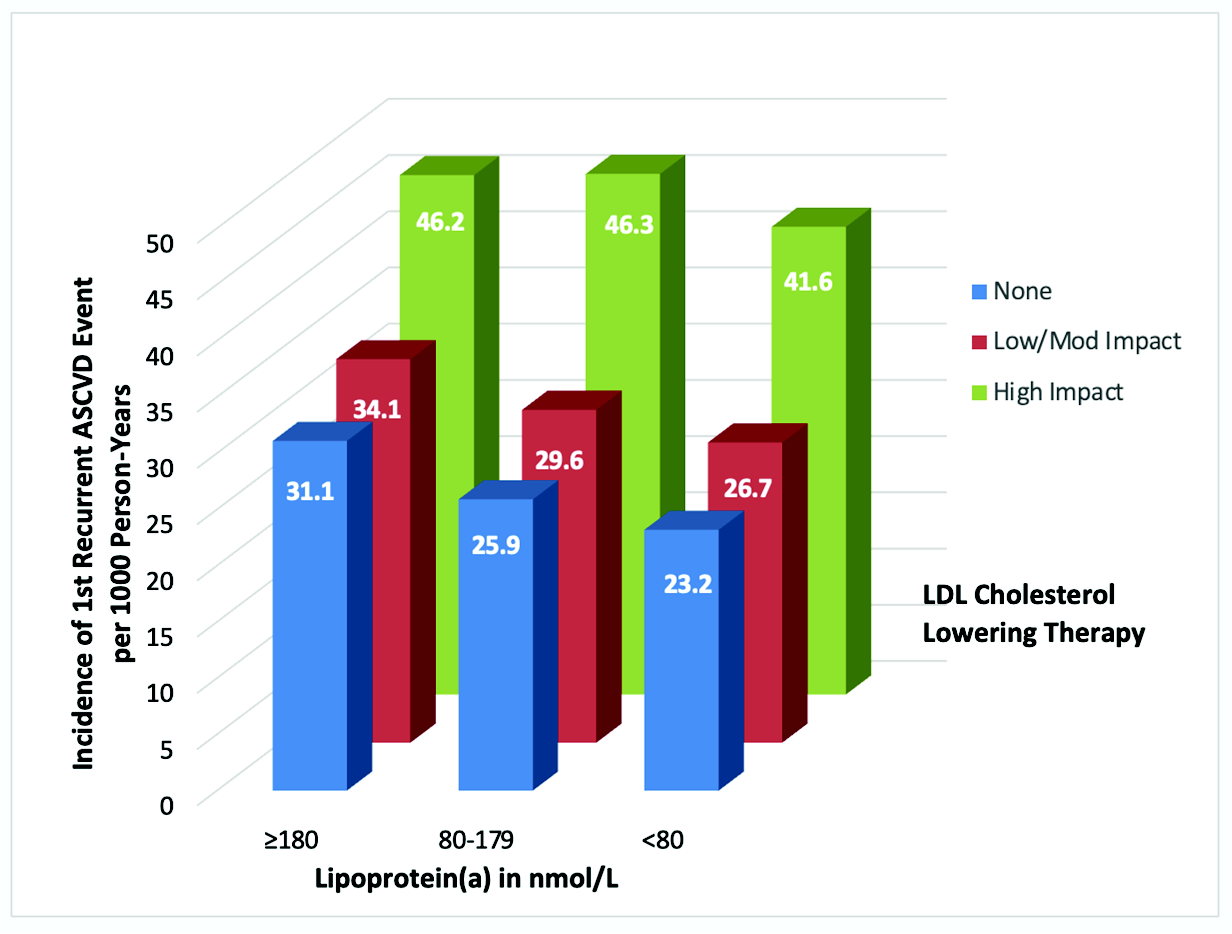 Incidence of 1st Recurrent ASCVD Event
per 1000 Person-Years
50
45
40
35
30
25
20
15
10
5
0
46.2
46.3
41.6
34.1
29.6
26.7
31.1
25.9
23.2
None
Low/Mod Impact
High Impact
LDL Cholesterol
Lowering Therapy
≥180
80-179
<80
Lipoprotein(a) in nmol/L